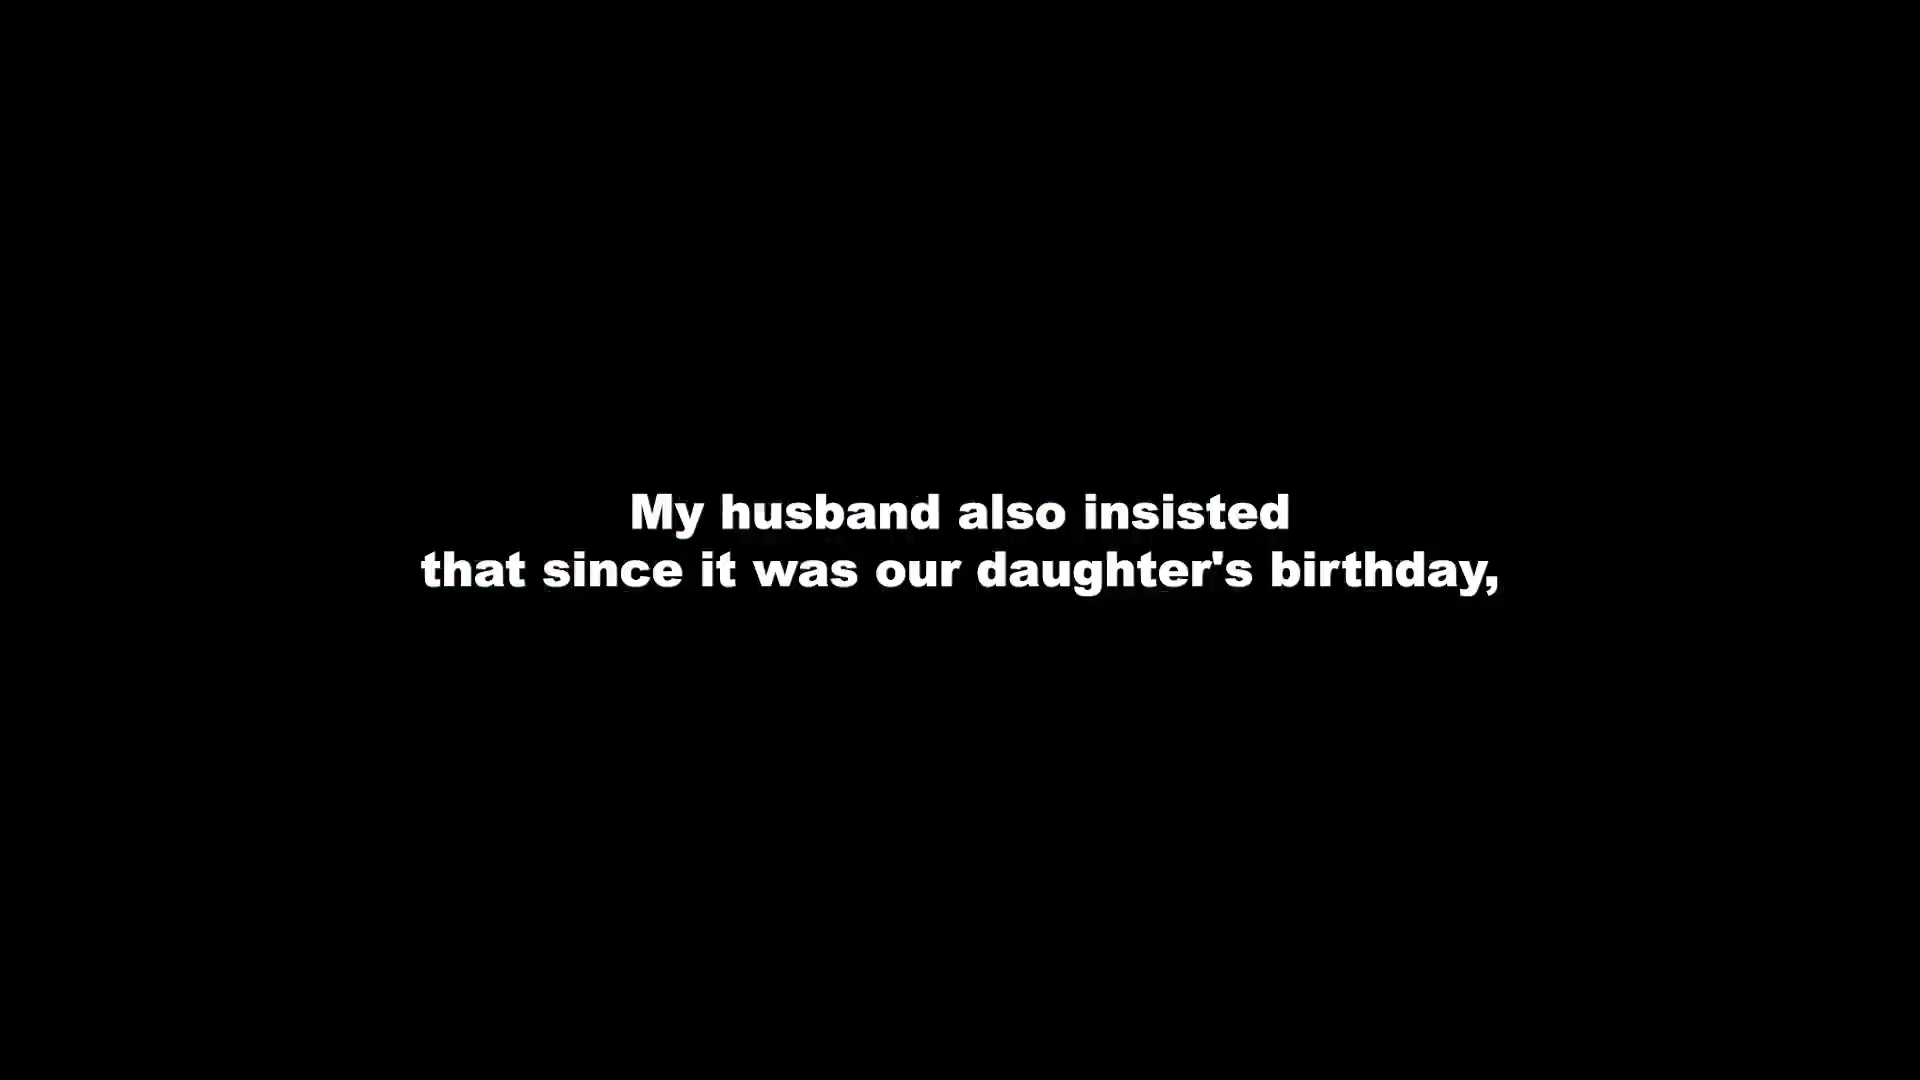 My husband also insisted
that since it was our daughter's birthday,